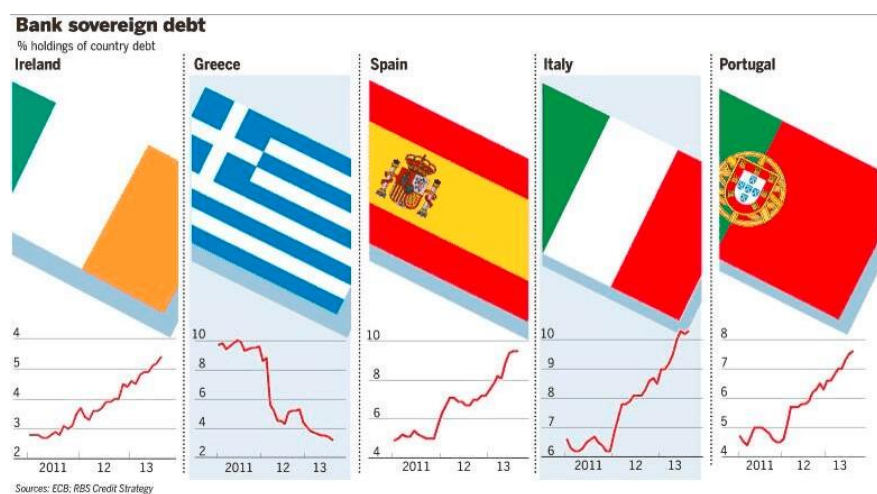 Bank sovereign debt
% holdings of country debt
Ireland
4
5
4
3
2
2011 12 13
Greece
10
8
6
4
2
2011 12 13
Spain
10
8
6
4
2011 12 13
Italy
10
9
8
7
6
2011 12 13
Portugal
8
7
6
5
4
2011 12 13
Sources: ECB; RBS Credit Strategy